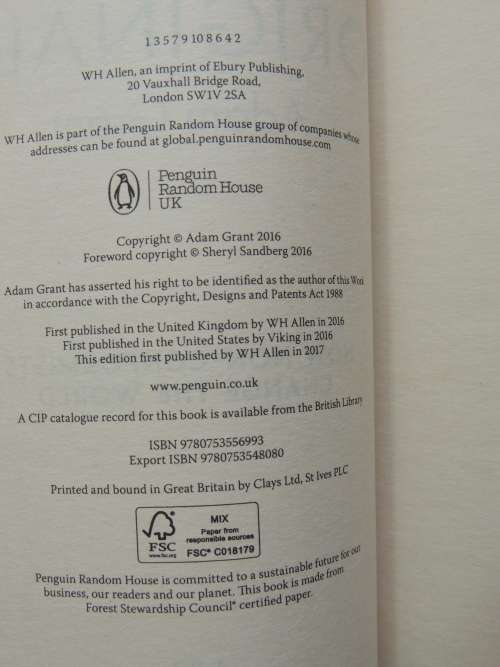 1 3 5 7 9 10 8 6 4 2
WH Allen, an imprint of Ebury Publishing,
20 Vauxhall Bridge Road,
London SW1V 2SA
WH Allen is part of the Penguin Random House group of companies whose
addresses can be found at global.penguinrandomhouse.com
Penguin
Random House
UK
Copyright © Adam Grant 2016
Foreword copyright © Sheryl Sandberg 2016
Adam Grant has asserted his right to be identified as the author of this Work
in accordance with the Copyright, Designs and Patents Act 1988
First published in the United Kingdom by WH Allen in 2016
First published in the United States by Viking in 2016
This edition first published by WH Allen in 2017
www.penguin.co.uk
A CIP catalogue record for this book is available from the British Library
ISBN 9780753556993
Export ISBN 9780753548080
Printed and bound in Great Britain by Clays Ltd, St Ives PLC
FSC
www.fsc.org
MIX
Paper from
responsible sources
FSC® C018179
Penguin Random House is committed to a sustainable future for our
business, our readers and our planet. This book is made from
Forest Stewardship Council® certified paper.